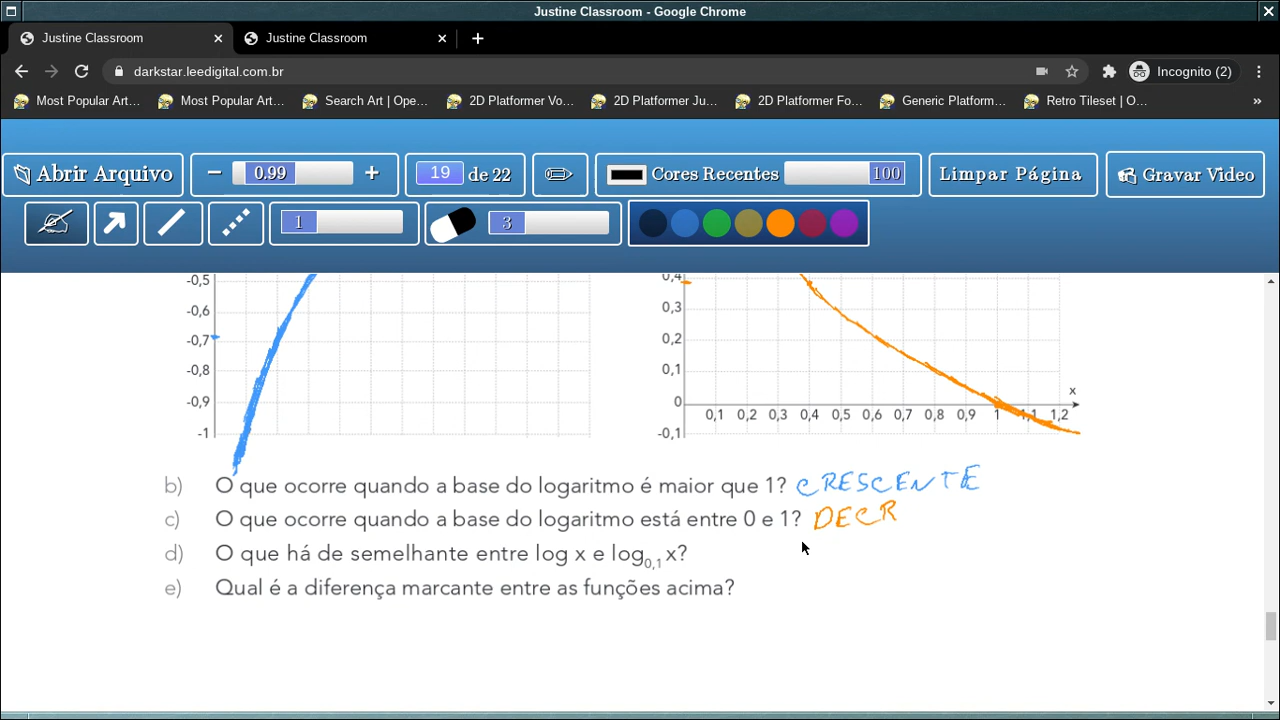 Justine Classroom - Google Chrome
Justine Classroom
Justine Classroom
darkstar.leedigital.com.br
Incognito (2)
Most Popular Art...
Most Popular Art...
Search Art | Ope...
2D Platformer Vo...
2D Platformer Ju...
2D Platformer Fo...
Generic Platform...
Retro Tileset | O...
»
Abrir Arquivo
− 0.99 +
19 de 22
Cores Recentes 100
Limpar Página
Gravar Video
1
3
-0,5
-0,6
-0,7
-0,8
-0,9
-1
0,4
0,3
0,2
0,1
0
-0,1
x
0,1 0,2 0,3 0,4 0,5 0,6 0,7 0,8 0,9 1 1,1 1,2
b) O que ocorre quando a base do logaritmo é maior que 1? CRESCENTE
c) O que ocorre quando a base do logaritmo está entre 0 e 1? DECR
d) O que há de semelhante entre log x e log0,1 x?
e) Qual é a diferença marcante entre as funções acima?